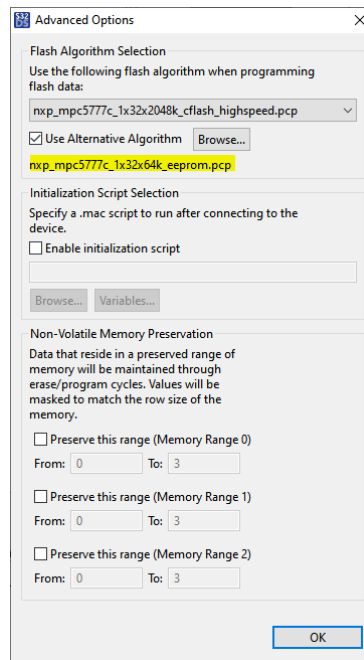 S32
DS
Advanced Options
Flash Algorithm Selection
Use the following flash algorithm when programming
flash data:
nxp_mpc5777c_1x32x2048k_cflash_highspeed.pcp
Use Alternative Algorithm Browse...
nxp_mpc5777c_1x32x64k_eeprom.pcp
Initialization Script Selection
Specify a .mac script to run after connecting to the
device.
Enable initialization script
Browse... Variables...
Non-Volatile Memory Preservation
Data that reside in a preserved range of
memory will be maintained through
erase/program cycles. Values will be
masked to match the row size of the
memory.
Preserve this range (Memory Range 0)
From: 0 To: 3
Preserve this range (Memory Range 1)
From: 0 To: 3
Preserve this range (Memory Range 2)
From: 0 To: 3
OK